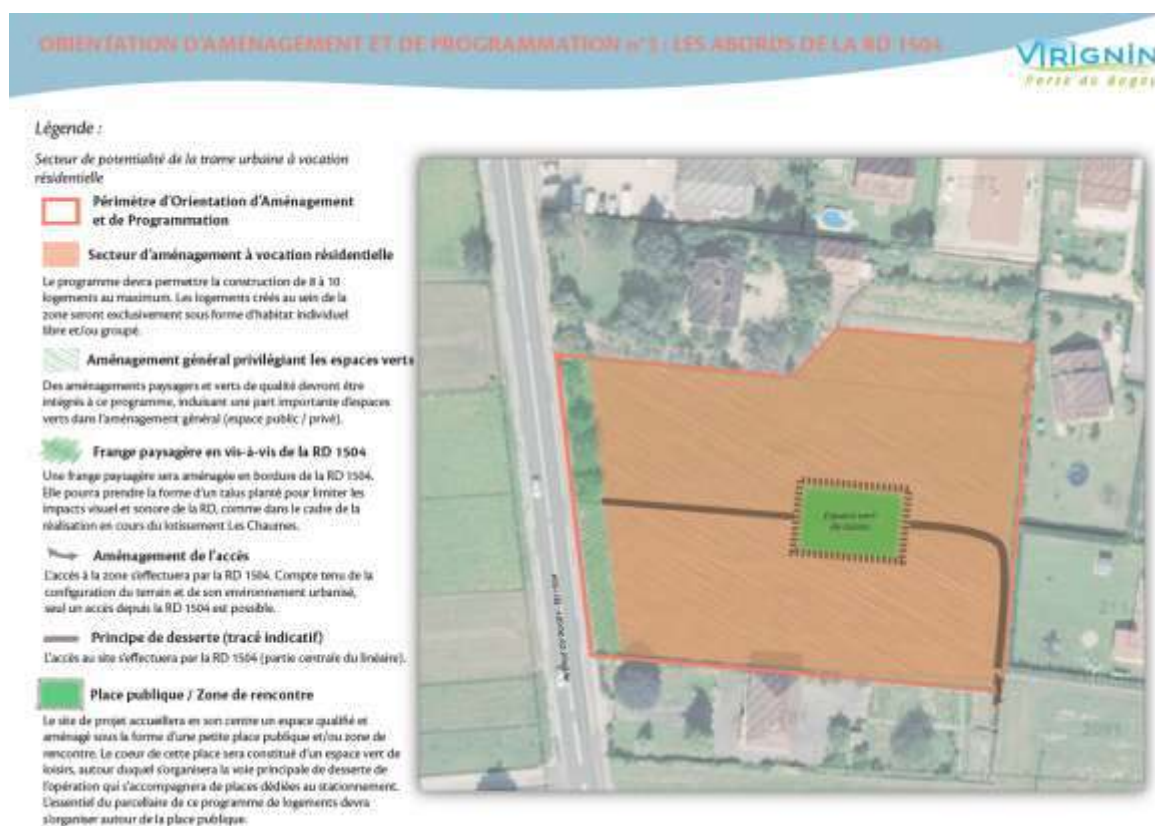 ORIENTATION D'AMENAGEMENT ET DE PROGRAMMATION n°1 : LES ABORDS DE LA RD 1504
VIRIGNIN
Légende :
Secteur de potentialité de la trame urbaine à vocation
résidentielle
Périmètre d'Orientation d'Aménagement
et de Programmation
Secteur d'aménagement à vocation résidentielle
Le programme devra permettre la construction de 8 à 10
logements au maximum. Les logements créés au sein de la
zone seront exclusivement sous forme d'habitat individuel
libre et/ou groupé.
Aménagement général privilégiant les espaces verts
Des aménagements paysagers et verts de qualité devront être
intégrés à ce programme, induisant une part importante d'espaces
verts dans l'aménagement général (espace public / privé).
Frange paysagère en vis-à-vis de la RD 1504
Une frange paysagère sera aménagée en bordure de la RD 1504.
Elle pourra prendre la forme d'un talus planté pour limiter les
impacts visuel et sonore de la RD, comme dans le cadre de la
réalisation en cours du lotissement Les Chaumes.
Aménagement de l'accès
L'accès à la zone s'effectuera par la RD 1504. Compte tenu de la
configuration du terrain et de son environnement urbanisé,
seul un accès depuis la RD 1504 est possible.
Principe de desserte (tracé indicatif)
L'accès au site s'effectuera par la RD 1504 (partie centrale du linéaire).
Place publique / Zone de rencontre
Le site de projet accueillera en son centre un espace qualifié et
aménagé sous la forme d'une petite place publique et/ou zone de
rencontre. Le coeur de cette place sera constitué d'un espace vert de
loisirs, autour duquel s'organisera la voie principale de desserte de
l'opération qui s'accompagnera de places dédiées au stationnement.
L'essentiel du parcellaire de ce programme de logements devra
s'organiser autour de la place publique.
Espace vert
de loisirs